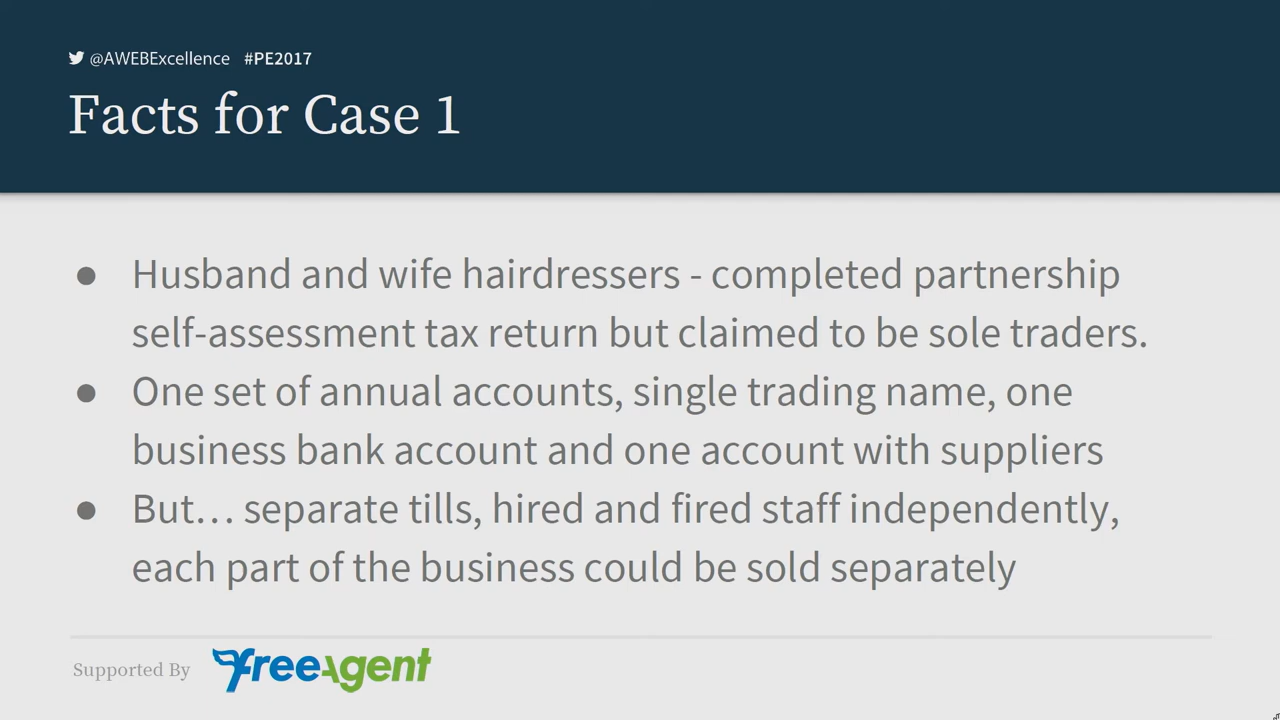 @AWEBExcellence #PE2017
Facts for Case 1
● Husband and wife hairdressers - completed partnership
self-assessment tax return but claimed to be sole traders.
● One set of annual accounts, single trading name, one
business bank account and one account with suppliers
● But… separate tills, hired and fired staff independently,
each part of the business could be sold separately
Supported By freeagent